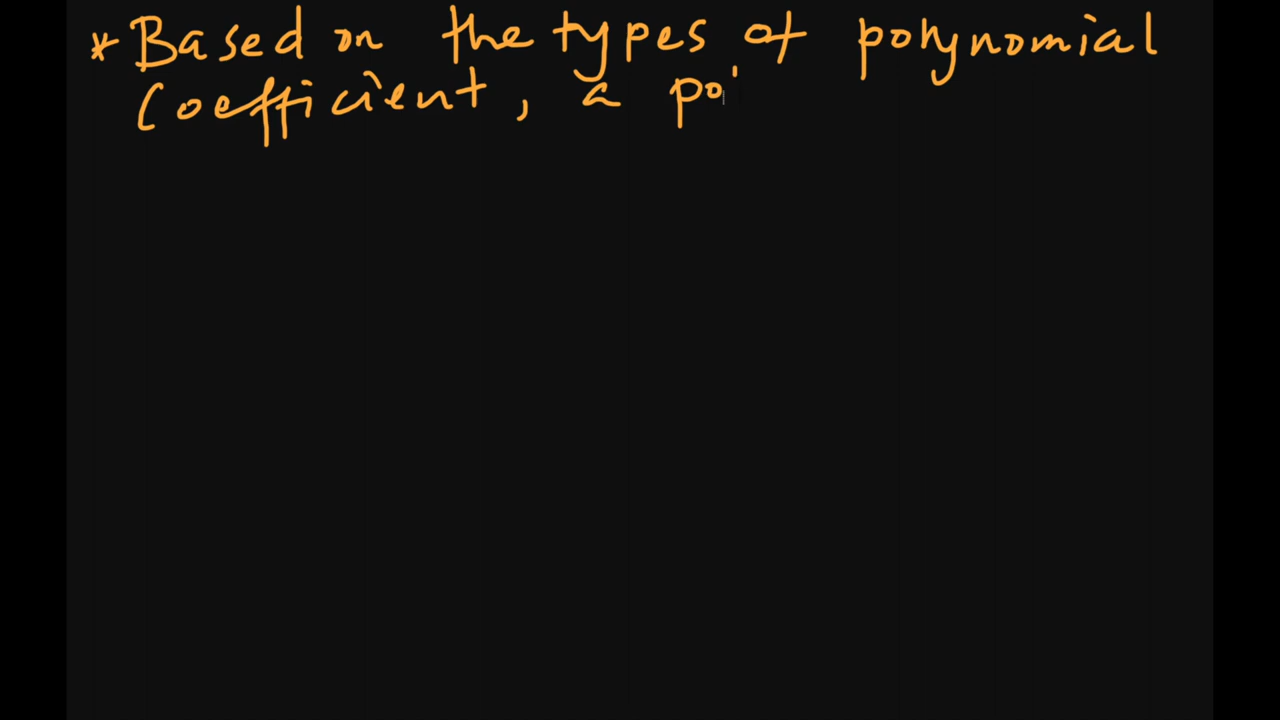 * Based on the types of polynomial
Coefficient, a po